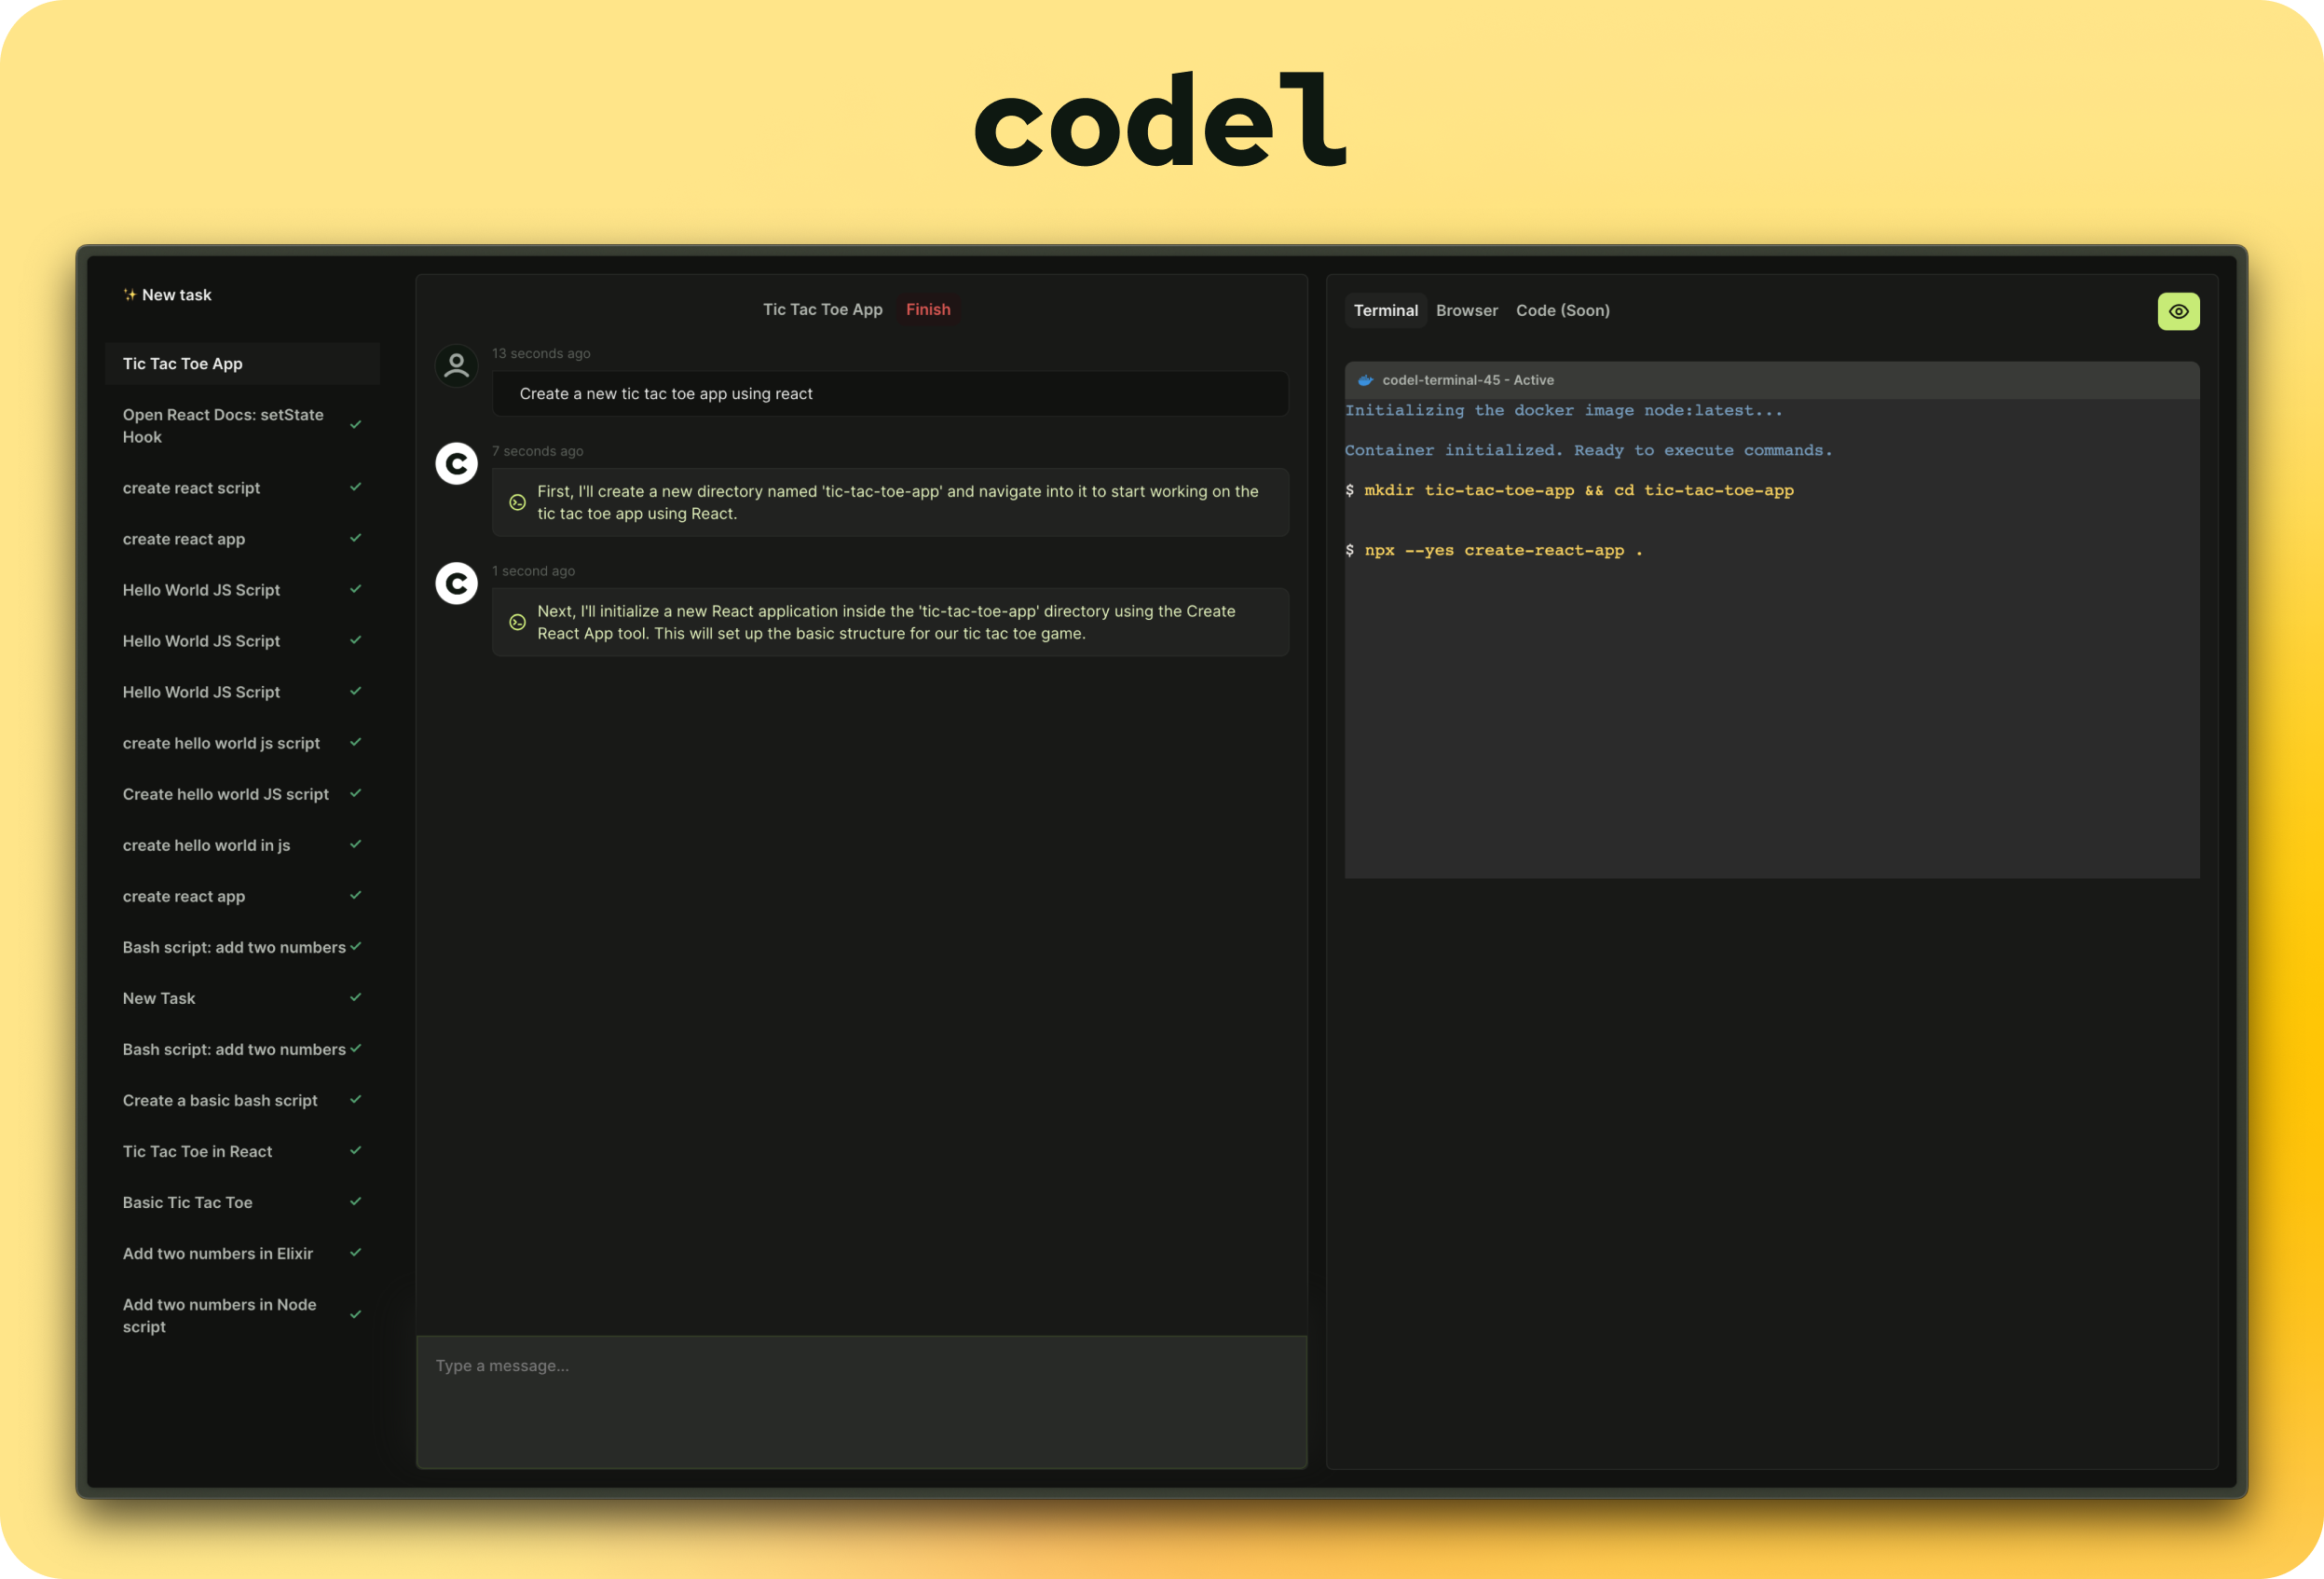 codel
✨ New task
Tic Tac Toe App
Open React Docs: setState
Hook
create react script
create react app
Hello World JS Script
Hello World JS Script
Hello World JS Script
create hello world js script
Create hello world JS script
create hello world in js
create react app
Bash script: add two numbers
New Task
Bash script: add two numbers
Create a basic bash script
Tic Tac Toe in React
Basic Tic Tac Toe
Add two numbers in Elixir
Add two numbers in Node
script
Tic Tac Toe App Finish
13 seconds ago
Create a new tic tac toe app using react
C
7 seconds ago
First, I'll create a new directory named 'tic-tac-toe-app' and navigate into it to start working on the
tic tac toe app using React.
C
1 second ago
Next, I'll initialize a new React application inside the 'tic-tac-toe-app' directory using the Create
React App tool. This will set up the basic structure for our tic tac toe game.
Type a message...
Terminal Browser Code (Soon)
codel-terminal-45 - Active
Initializing the docker image node:latest...
Container initialized. Ready to execute commands.
$ mkdir tic-tac-toe-app && cd tic-tac-toe-app
$ npx --yes create-react-app .